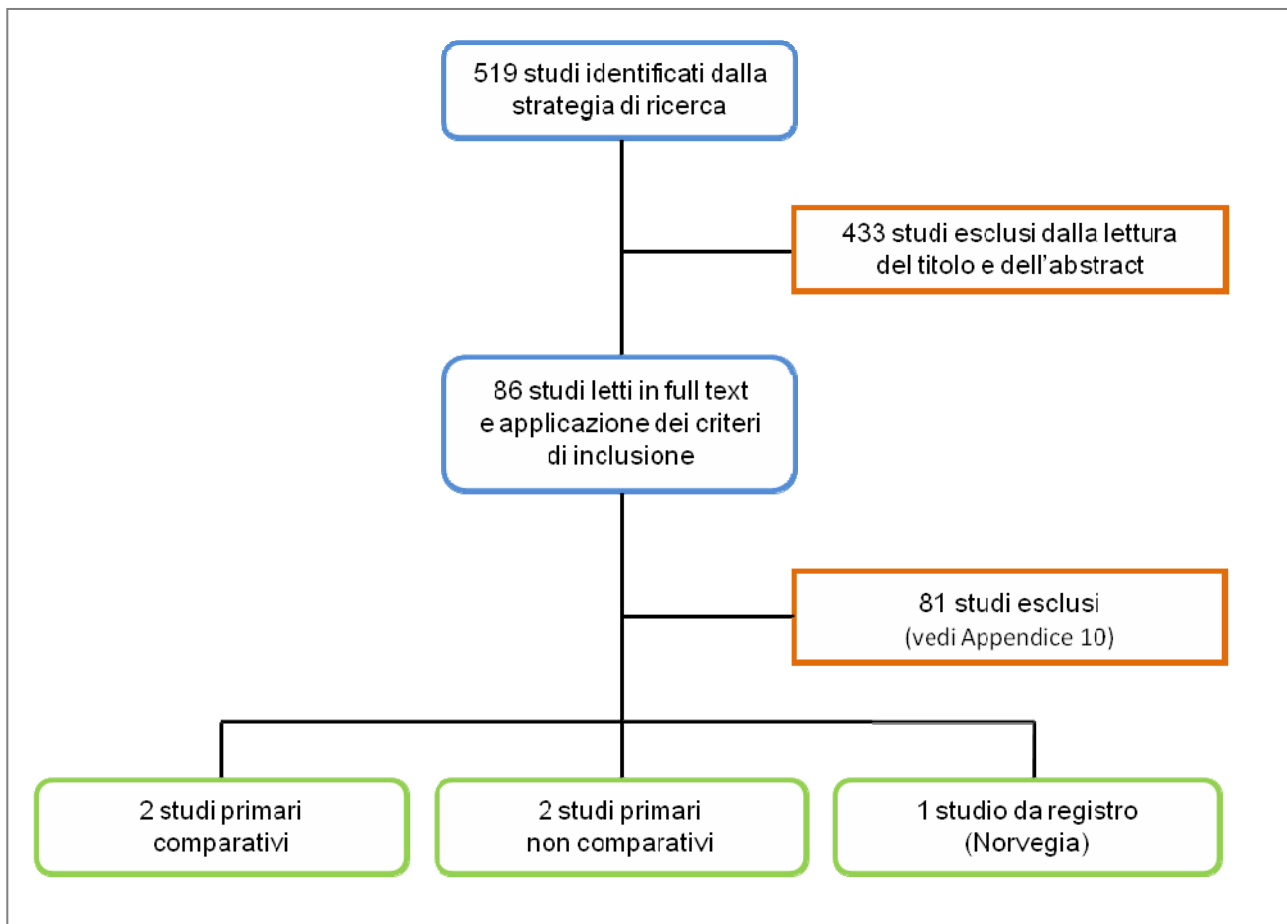 519 studi identificati dalla
strategia di ricerca
433 studi esclusi dalla lettura
del titolo e dell'abstract
86 studi letti in full text
e applicazione dei criteri
di inclusione
81 studi esclusi
(vedi Appendice 10)
2 studi primari
comparativi
2 studi primari
non comparativi
1 studio da registro
(Norvegia)